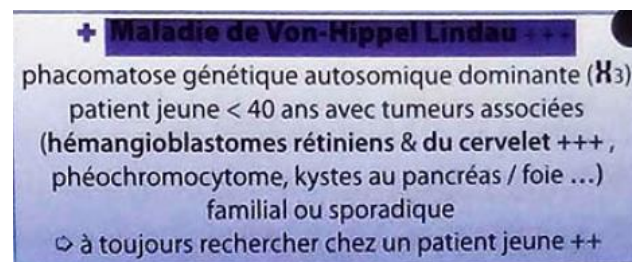 + Maladie de Von-Hippel Lindau +++
phacomatose génétique autosomique dominante (X3)
patient jeune < 40 ans avec tumeurs associées
(hémangioblastomes rétiniens & du cervelet +++ ,
phéochromocytome, kystes au pancréas / foie ...)
familial ou sporadique
➪ à toujours rechercher chez un patient jeune ++